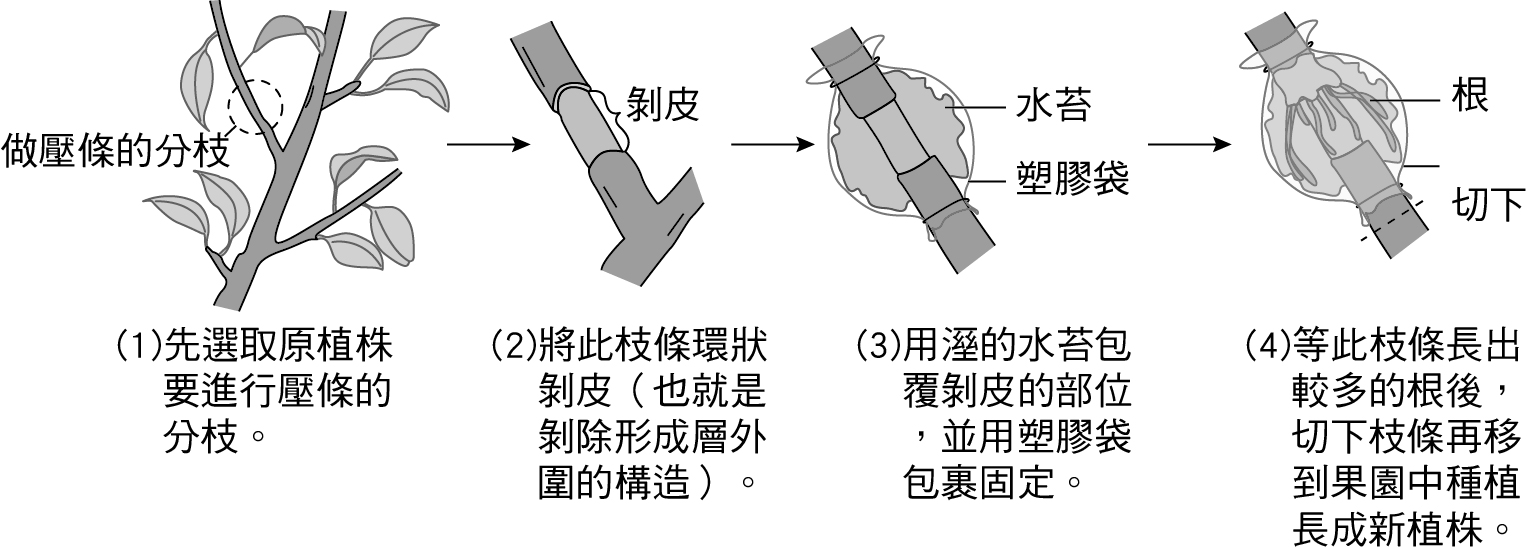 做壓條的分枝
剝皮
水苔
塑膠袋
根
切下
(1)先選取原植株
要進行壓條的
分枝。
(2)將此枝條環狀
剝皮（也就是
剝除形成層外
圍的構造）。
(3)用溼的水苔包
覆剝皮的部位
，並用塑膠袋
包裹固定。
(4)等此枝條長出
較多的根後，
切下枝條再移
到果園中種植
長成新植株。